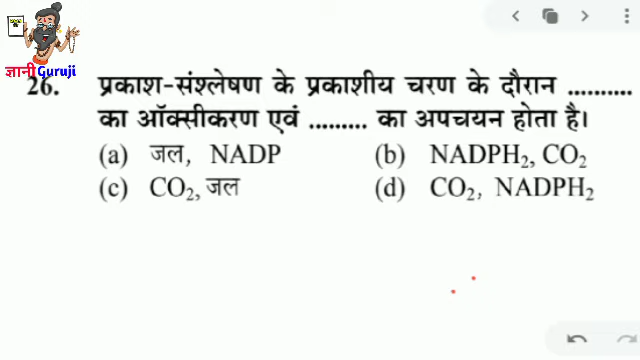 ज्ञानी Guruji
26. प्रकाश-संश्लेषण के प्रकाशीय चरण के दौरान ..........
का ऑक्सीकरण एवं ......... का अपचयन होता है।
(a) जल, NADP (b) NADPH₂, CO₂
(c) CO₂, जल (d) CO₂, NADPH₂